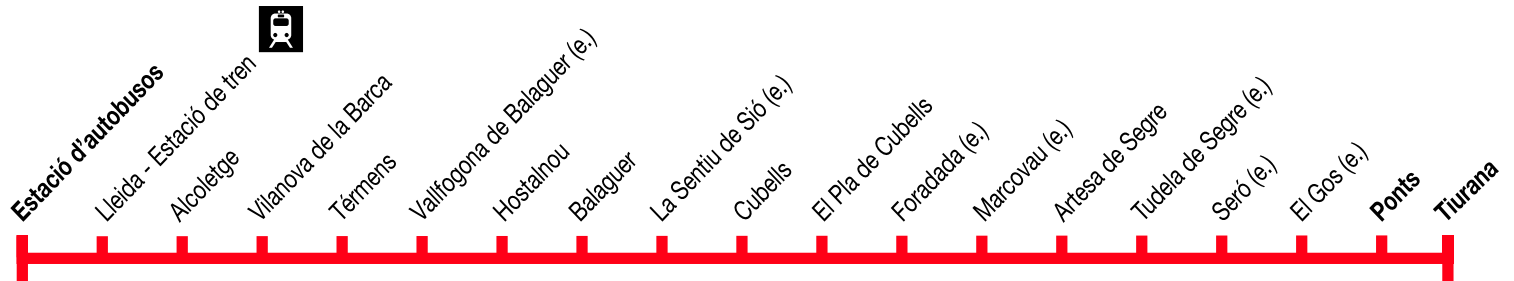 Estació d'autobusos
Lleida - Estació de tren
Alcoletge
Vilanova de la Barca
Térmens
Vallfogona de Balaguer (e.)
Hostalnou
Balaguer
La Sentiu de Sió (e.)
Cubells
El Pla de Cubells
Foradada (e.)
Marcovau (e.)
Artesa de Segre
Tudela de Segre (e.)
Seró (e.)
El Gos (e.)
Ponts
Tiurana